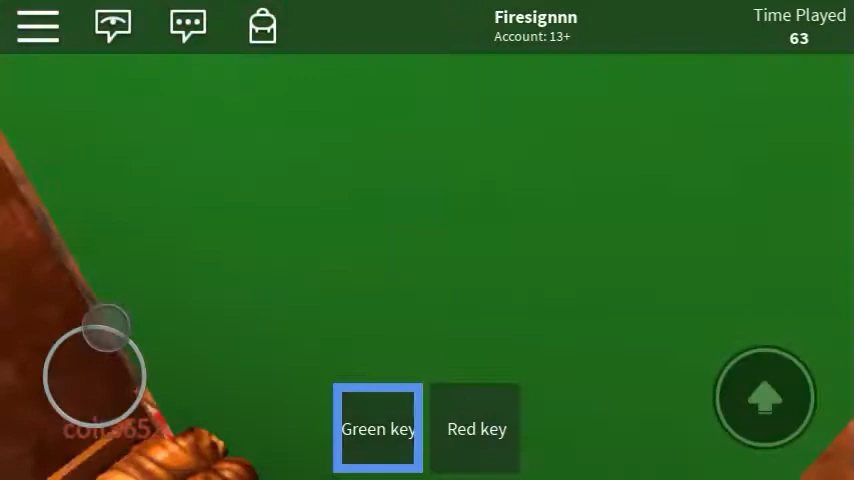 Firesignnn
Account: 13+
Time Played
63
Green key
Red key